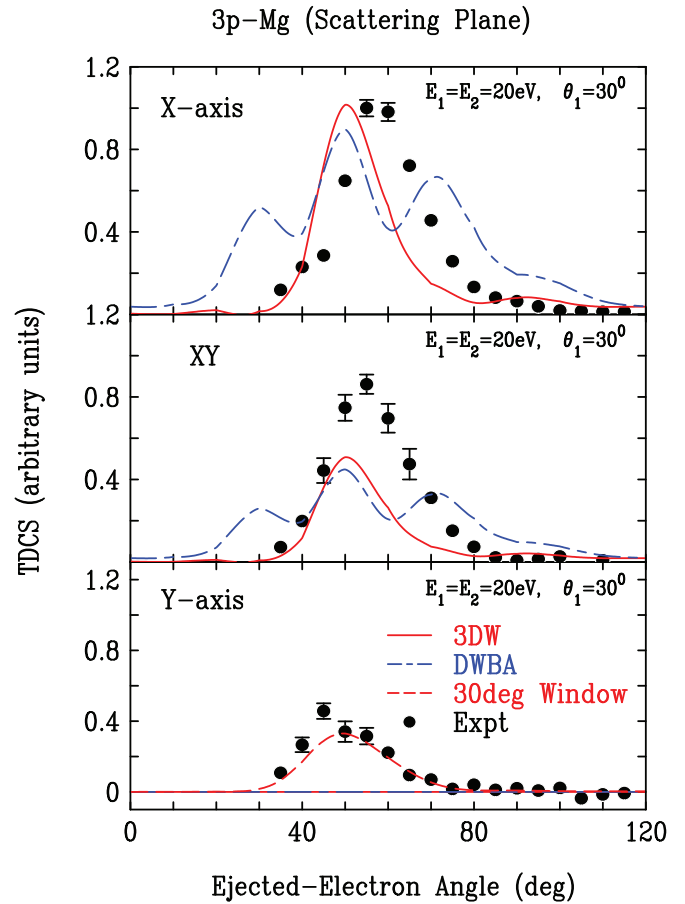 3p-Mg (Scattering Plane)
1.2
X-axis
E₁=E₂=20eV, θ₁=30⁰
0.8
0.4
1.2
XY
E₁=E₂=20eV, θ₁=30⁰
0.8
0.4
1.2
Y-axis
E₁=E₂=20eV, θ₁=30⁰
0.8
3DW
DWBA
30deg Window
Expt
0.4
0
0 40 80 120
TDCS (arbitrary units)
Ejected-Electron Angle (deg)